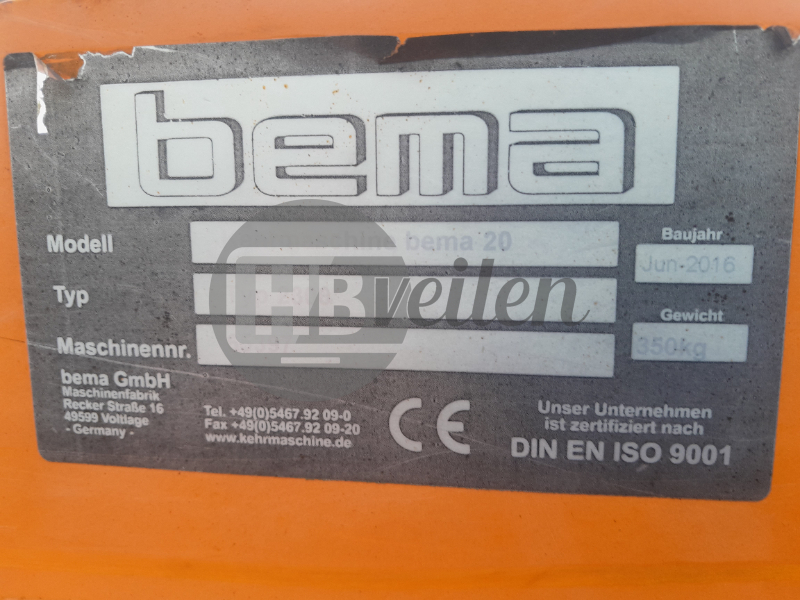 bema
Modell
bema 20
Baujahr
Jun-2016
Typ
HB veilen
Gewicht
350kg
Maschinennr.
bema GmbH
Maschinenfabrik
Recker Straße 16
49599 Voltlage
- Germany -
Tel. +49(0)5467.92 09-0
Fax +49(0)5467.92 09-20
www.kehrmaschine.de
CE
Unser Unternehmen
ist zertifiziert nach
DIN EN ISO 9001